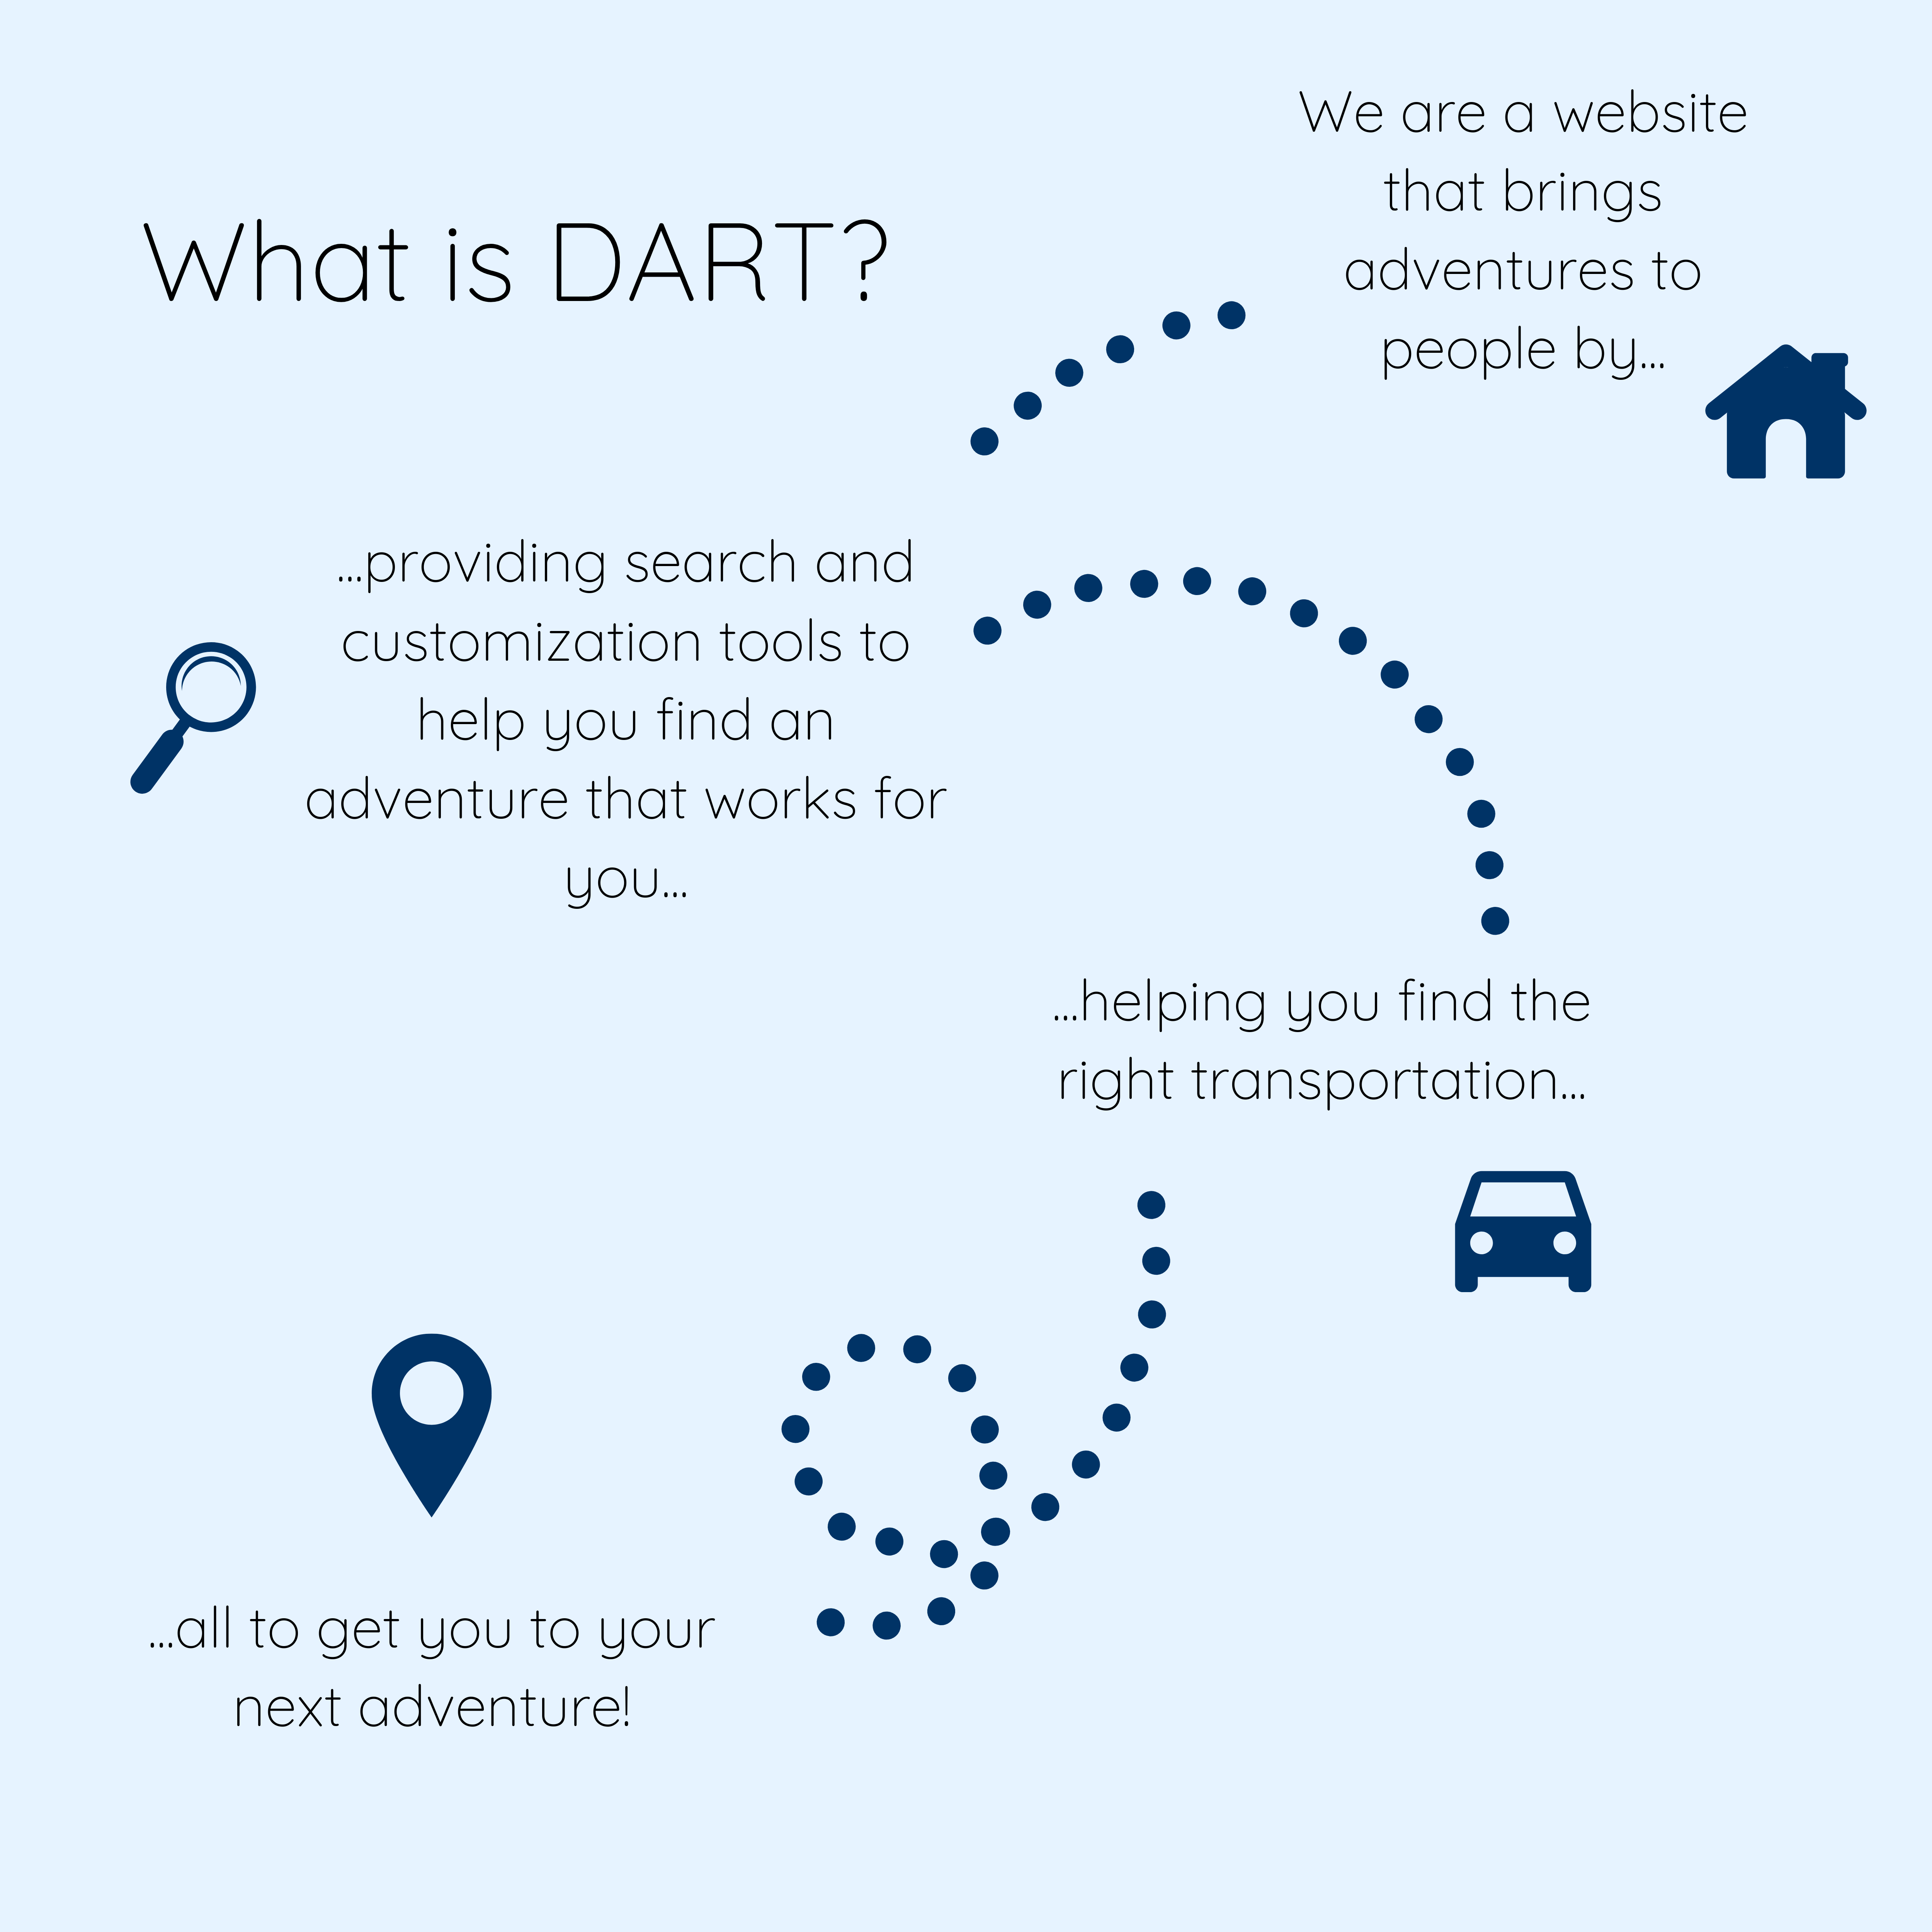 What is DART?
We are a website
that brings
adventures to
people by...
...providing search and
customization tools to
help you find an
adventure that works for
you...
...helping you find the
right transportation...
...all to get you to your
next adventure!